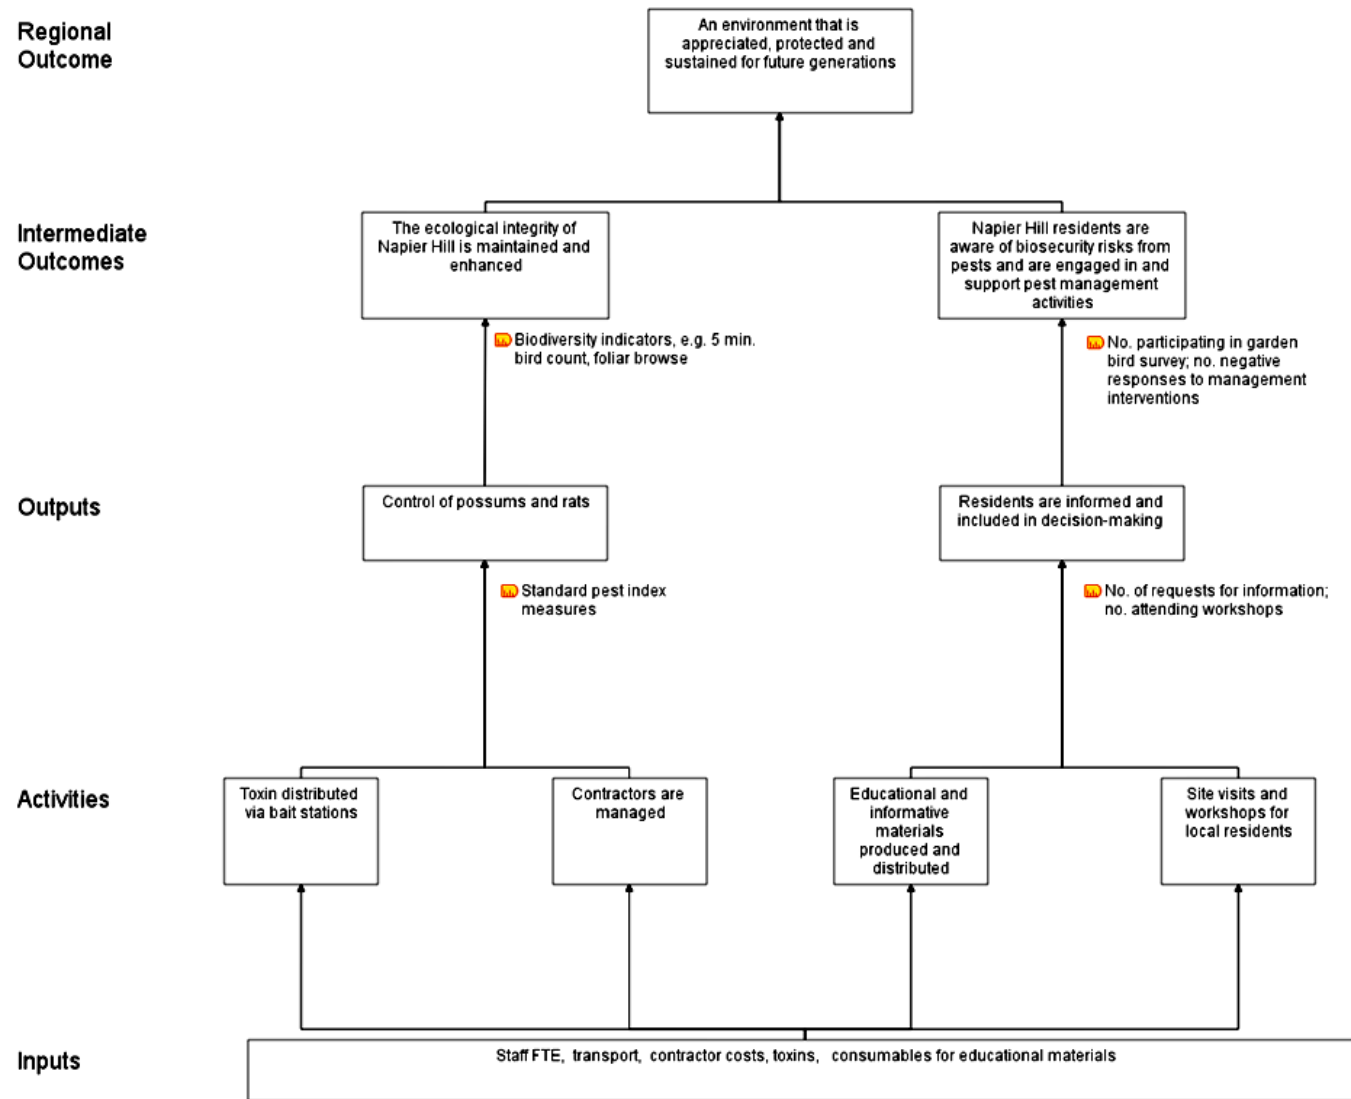 Regional
Outcome
An environment that is
appreciated, protected and
sustained for future generations
Intermediate
Outcomes
The ecological integrity of
Napier Hill is maintained and
enhanced
Napier Hill residents are
aware of biosecurity risks from
pests and are engaged in and
support pest management
activities
Biodiversity indicators, e.g. 5 min.
bird count, foliar browse
No. participating in garden
bird survey; no. negative
responses to management
interventions
Outputs
Control of possums and rats
Residents are informed and
included in decision-making
Standard pest index
measures
No. of requests for information;
no. attending workshops
Activities
Toxin distributed
via bait stations
Contractors are
managed
Educational and
informative
materials
produced and
distributed
Site visits and
workshops for
local residents
Inputs
Staff FTE, transport, contractor costs, toxins, consumables for educational materials